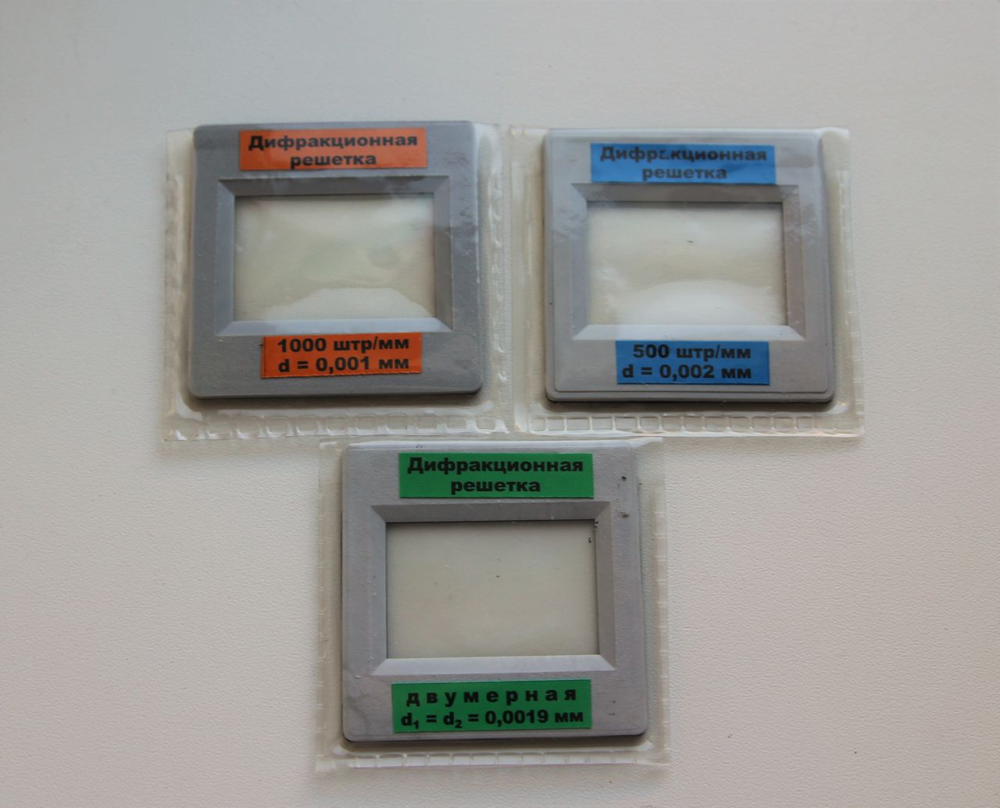 Дифракционная
решетка
1000 штр/мм
d = 0,001 мм
Дифракционная
решетка
500 штр/мм
d = 0,002 мм
Дифракционная
решетка
двумерная
d₁ = d₂ = 0,0019 мм